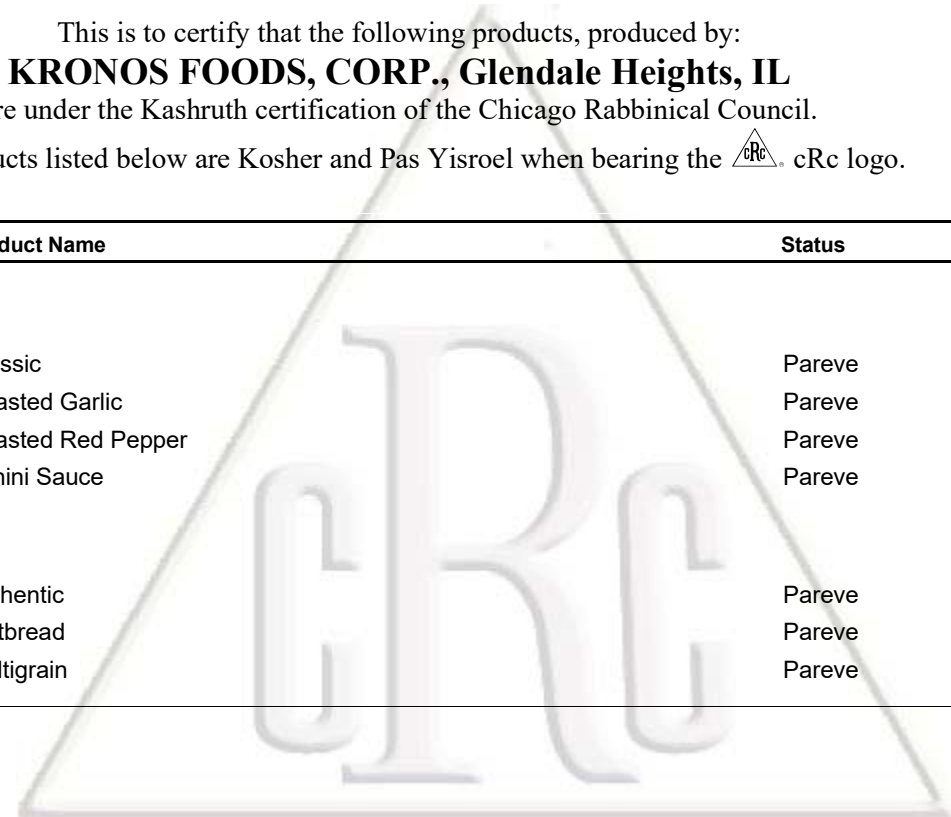 This is to certify that the following products, produced by:
KRONOS FOODS, CORP., Glendale Heights, IL
re under the Kashruth certification of the Chicago Rabbinical Council.
ucts listed below are Kosher and Pas Yisroel when bearing the cRc cRc logo.
duct Name Status
ssic Pareve
asted Garlic Pareve
asted Red Pepper Pareve
hini Sauce Pareve
cRc
hentic Pareve
tbread Pareve
ltigrain Pareve